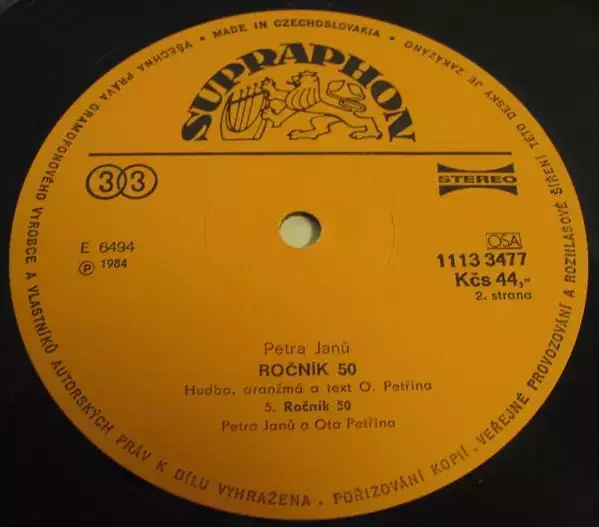 MADE IN CZECHOSLOVAKIA • VŠECHNA PRÁVA GRAMOFONOVÉHO VÝROBCE A VLASTNÍKŮ AUTORSKÝCH PRÁV K DÍLU VYHRAŽENA. POŘIZOVÁNÍ KOPIÍ, VEŘEJNÉ PROVOZOVÁNÍ A ROZHLASOVÉ ŠÍŘENÍ TÉTO DESKY JE ZAKÁZÁNO •
SUPRAPHON
33
STEREO
E 6494
Ⓟ 1984
OSA
1113 3477
Kčs 44,-
2. strana
Petra Janů
ROČNÍK 50
Hudba, aranžmá a text O. Petřina
5. Ročník 50
Petra Janů a Ota Petřina